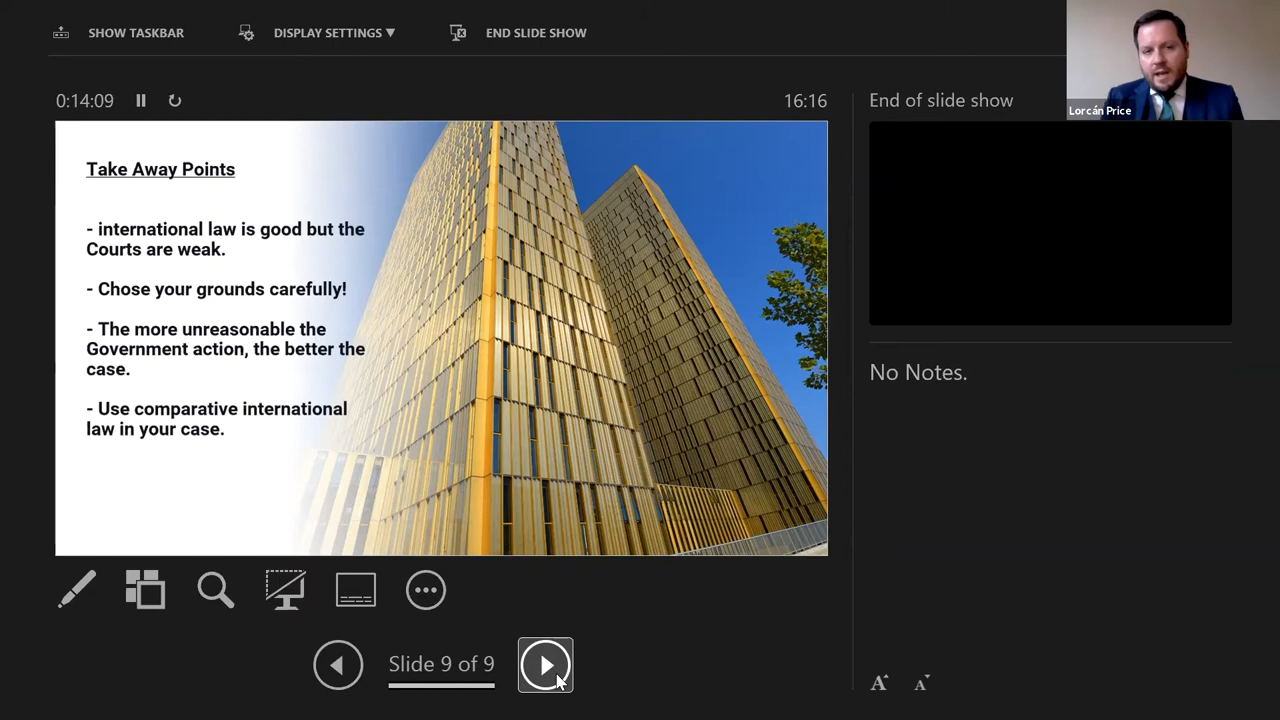 SHOW TASKBAR
DISPLAY SETTINGS ▼
END SLIDE SHOW
0:14:09
16:16
End of slide show
Lorcán Price
Take Away Points
- international law is good but the
Courts are weak.
- Chose your grounds carefully!
- The more unreasonable the
Government action, the better the
case.
- Use comparative international
law in your case.
No Notes.
Slide 9 of 9
A
A